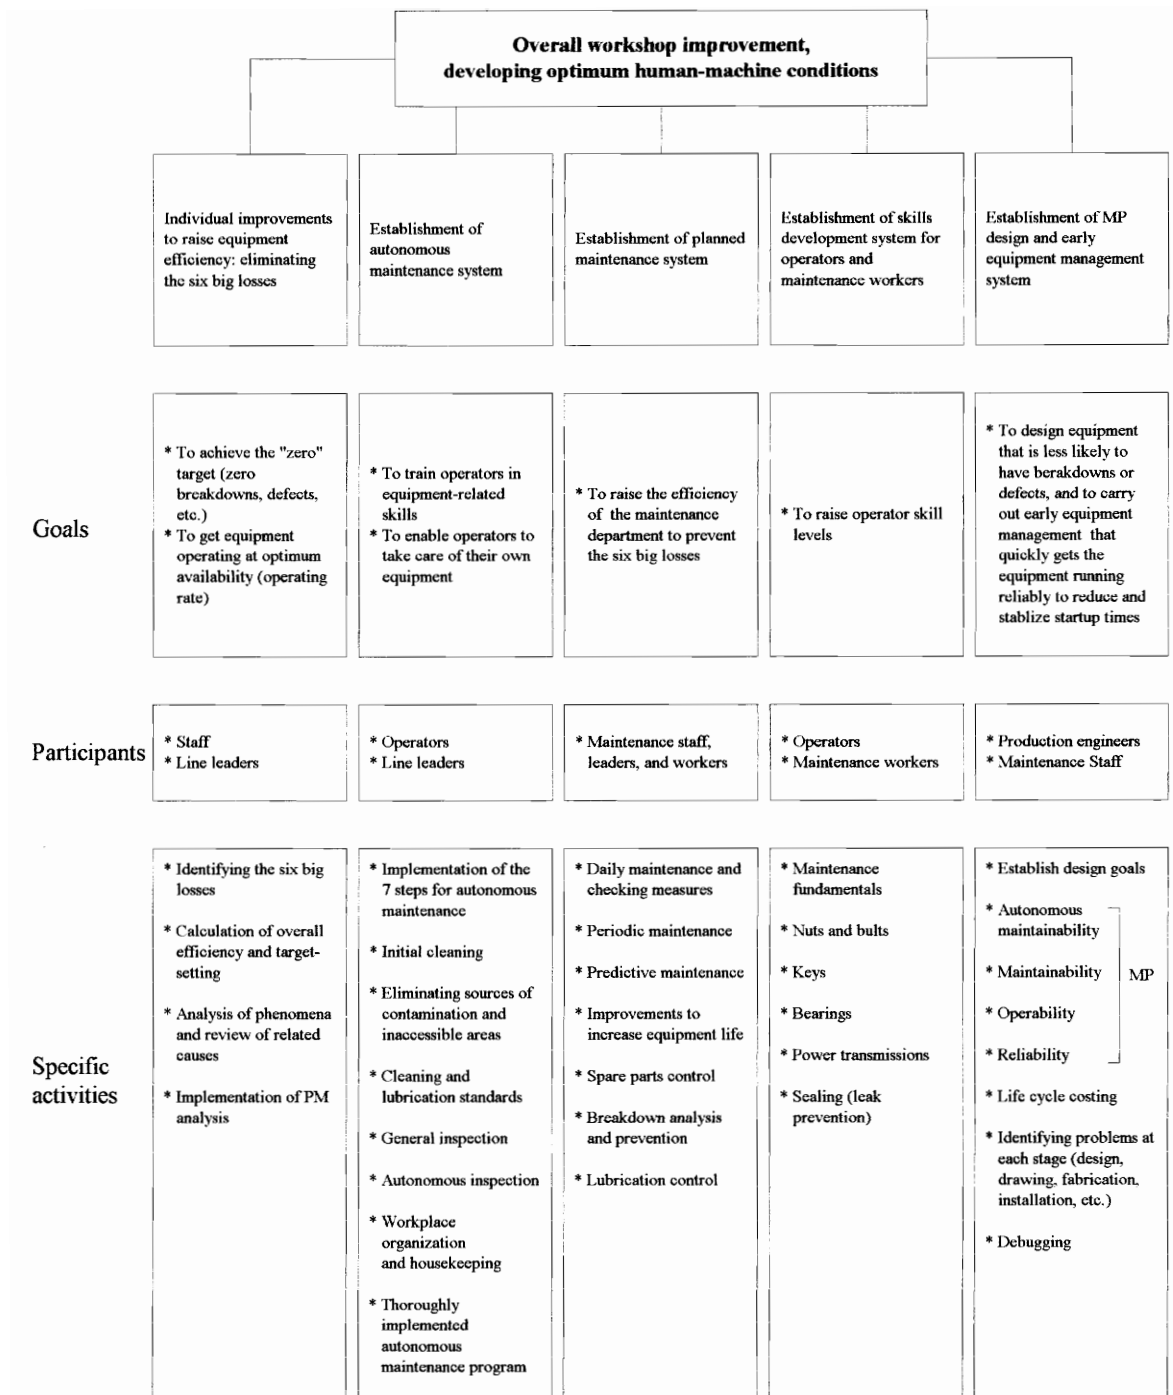 Overall workshop improvement,
developing optimum human-machine conditions
Individual improvements
to raise equipment
efficiency: eliminating
the six big losses
Establishment of
autonomous
maintenance system
Establishment of planned
maintenance system
Establishment of skills
development system for
operators and
maintenance workers
Establishment of MP
design and early
equipment management
system
Goals
* To achieve the "zero"
target (zero
breakdowns, defects,
etc.)
* To get equipment
operating at optimum
availability (operating
rate)
* To train operators in
equipment-related
skills
* To enable operators to
take care of their own
equipment
* To raise the efficiency
of the maintenance
department to prevent
the six big losses
* To raise operator skill
levels
* To design equipment
that is less likely to
have berakdowns or
defects, and to carry
out early equipment
management that
quickly gets the
equipment running
reliably to reduce and
stablize startup times
Participants
* Staff
* Line leaders
* Operators
* Line leaders
* Maintenance staff,
leaders, and workers
* Operators
* Maintenance workers
* Production engineers
* Maintenance Staff
Specific
activities
* Identifying the six big
losses
* Calculation of overall
efficiency and target-
setting
* Analysis of phenomena
and review of related
causes
* Implementation of PM
analysis
* Implementation of the
7 steps for autonomous
maintenance
* Initial cleaning
* Eliminating sources of
contamination and
inaccessible areas
* Cleaning and
lubrication standards
* General inspection
* Autonomous inspection
* Workplace
organization
and housekeeping
* Thoroughly
implemented
autonomous
maintenance program
* Daily maintenance and
checking measures
* Periodic maintenance
* Predictive maintenance
* Improvements to
increase equipment life
* Spare parts control
* Breakdown analysis
and prevention
* Lubrication control
* Maintenance
fundamentals
* Nuts and bults
* Keys
* Bearings
* Power transmissions
* Sealing (leak
prevention)
* Establish design goals
* Autonomous
maintainability
* Maintainability
MP
* Operability
* Reliability
* Life cycle costing
* Identifying problems at
each stage (design,
drawing, fabrication,
installation, etc.)
* Debugging